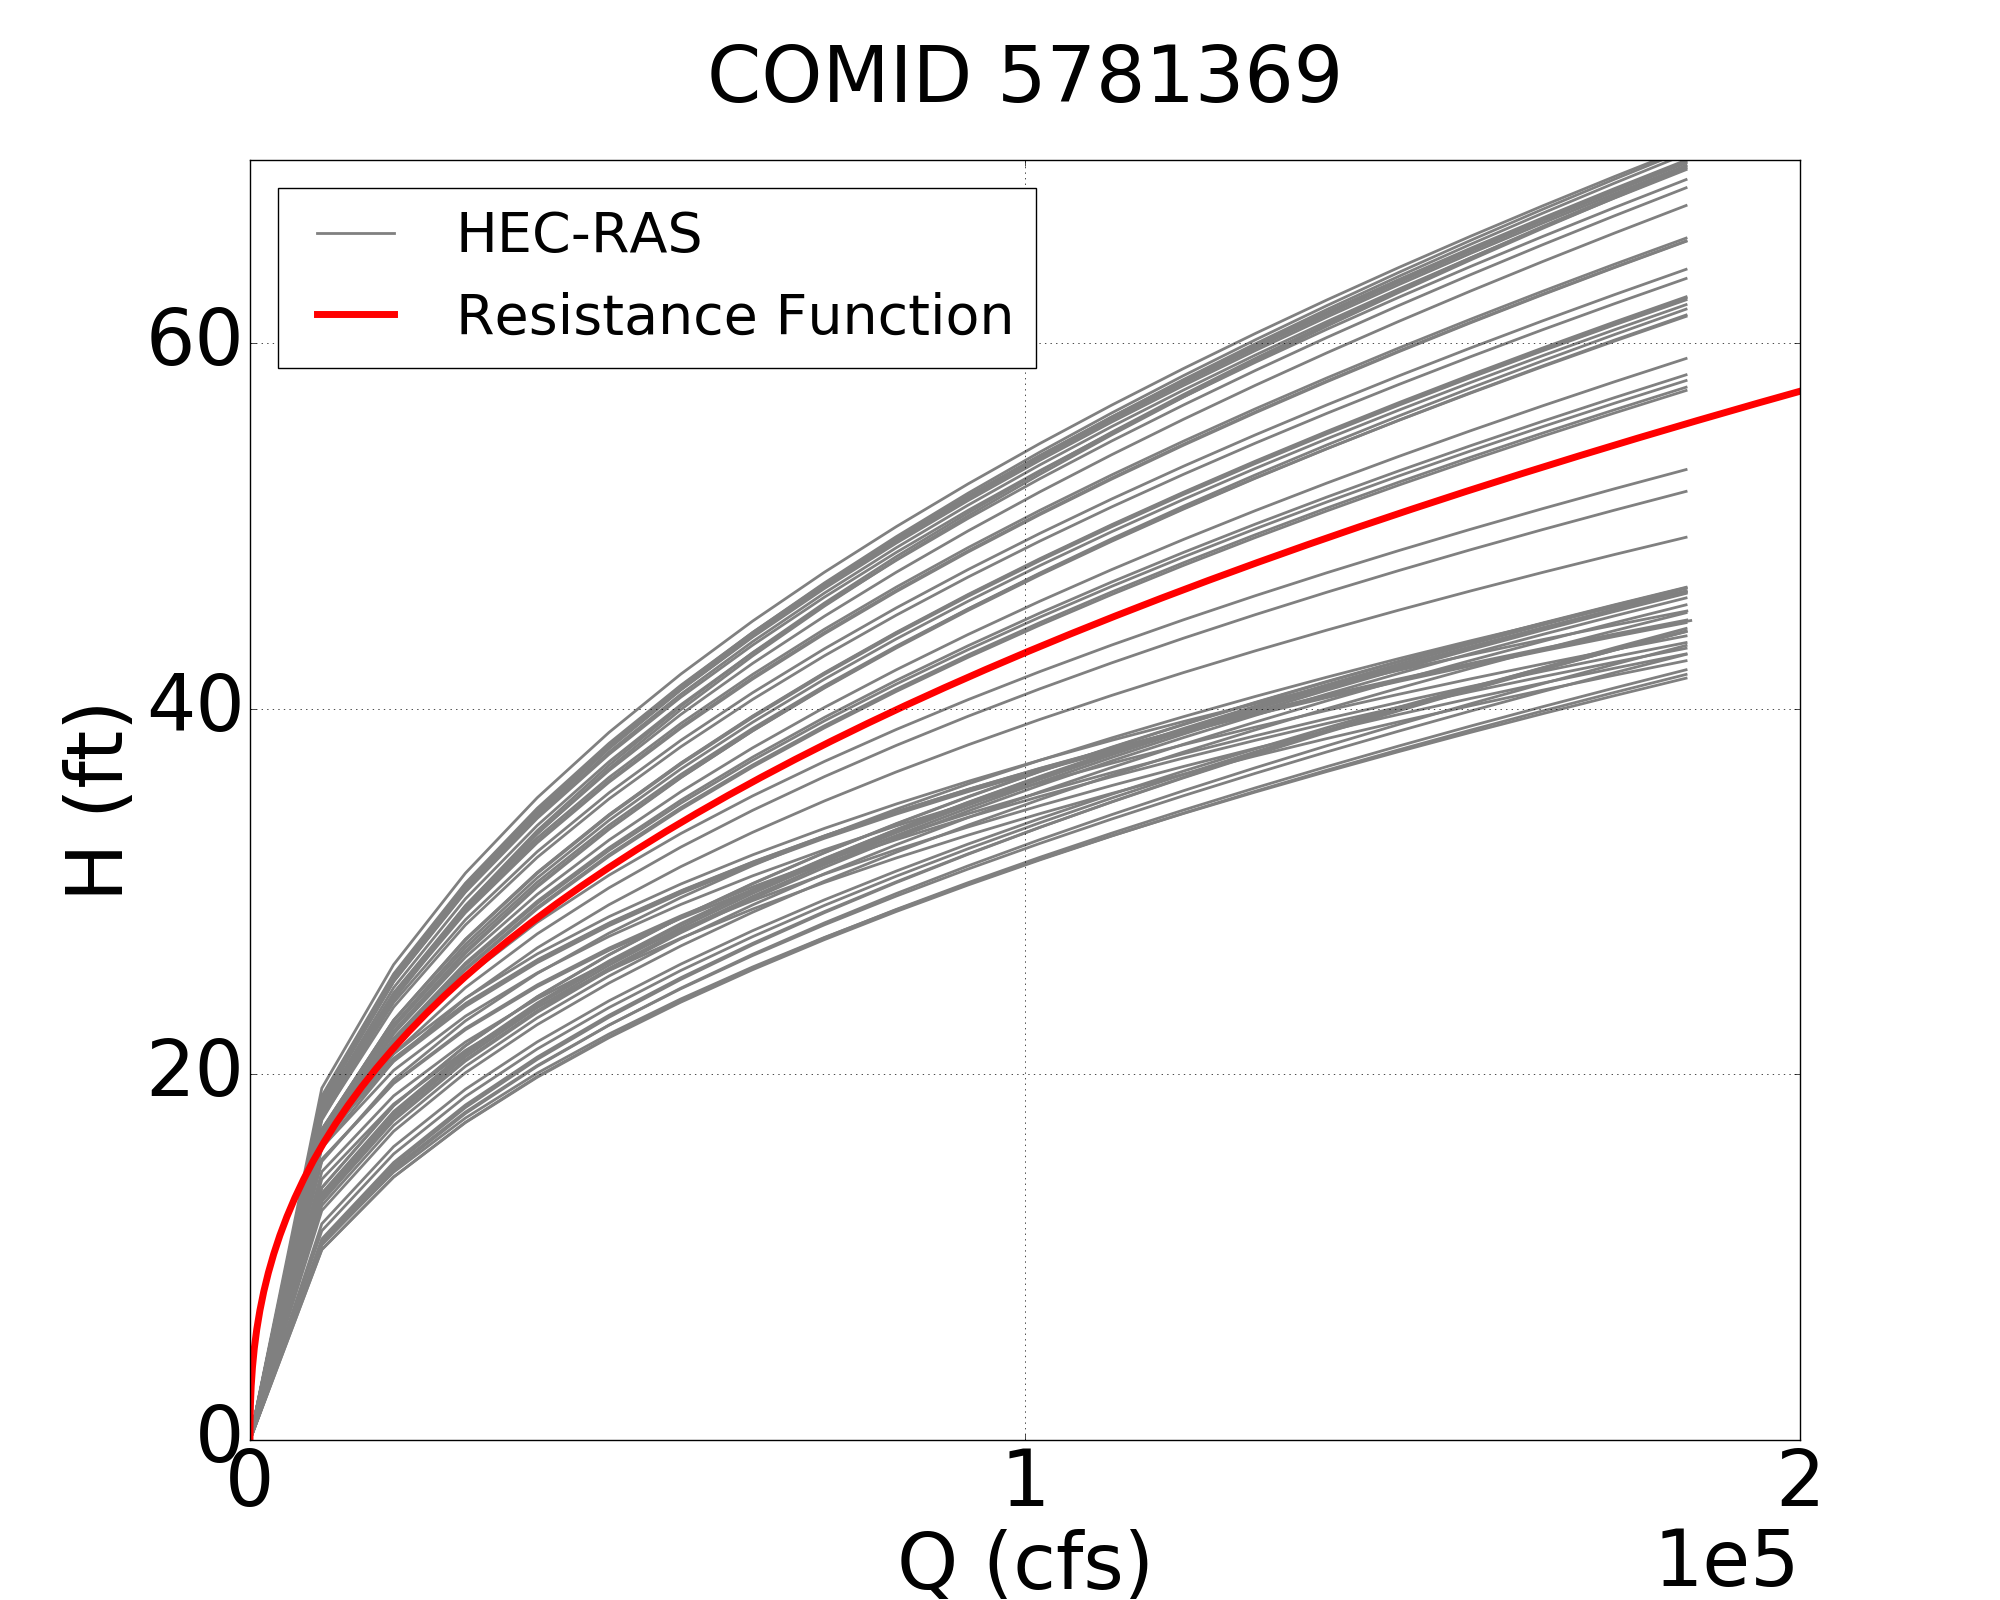 COMID 5781369
HEC-RAS
Resistance Function
60
40
20
0
H (ft)
0 1 2
Q (cfs)
1e5